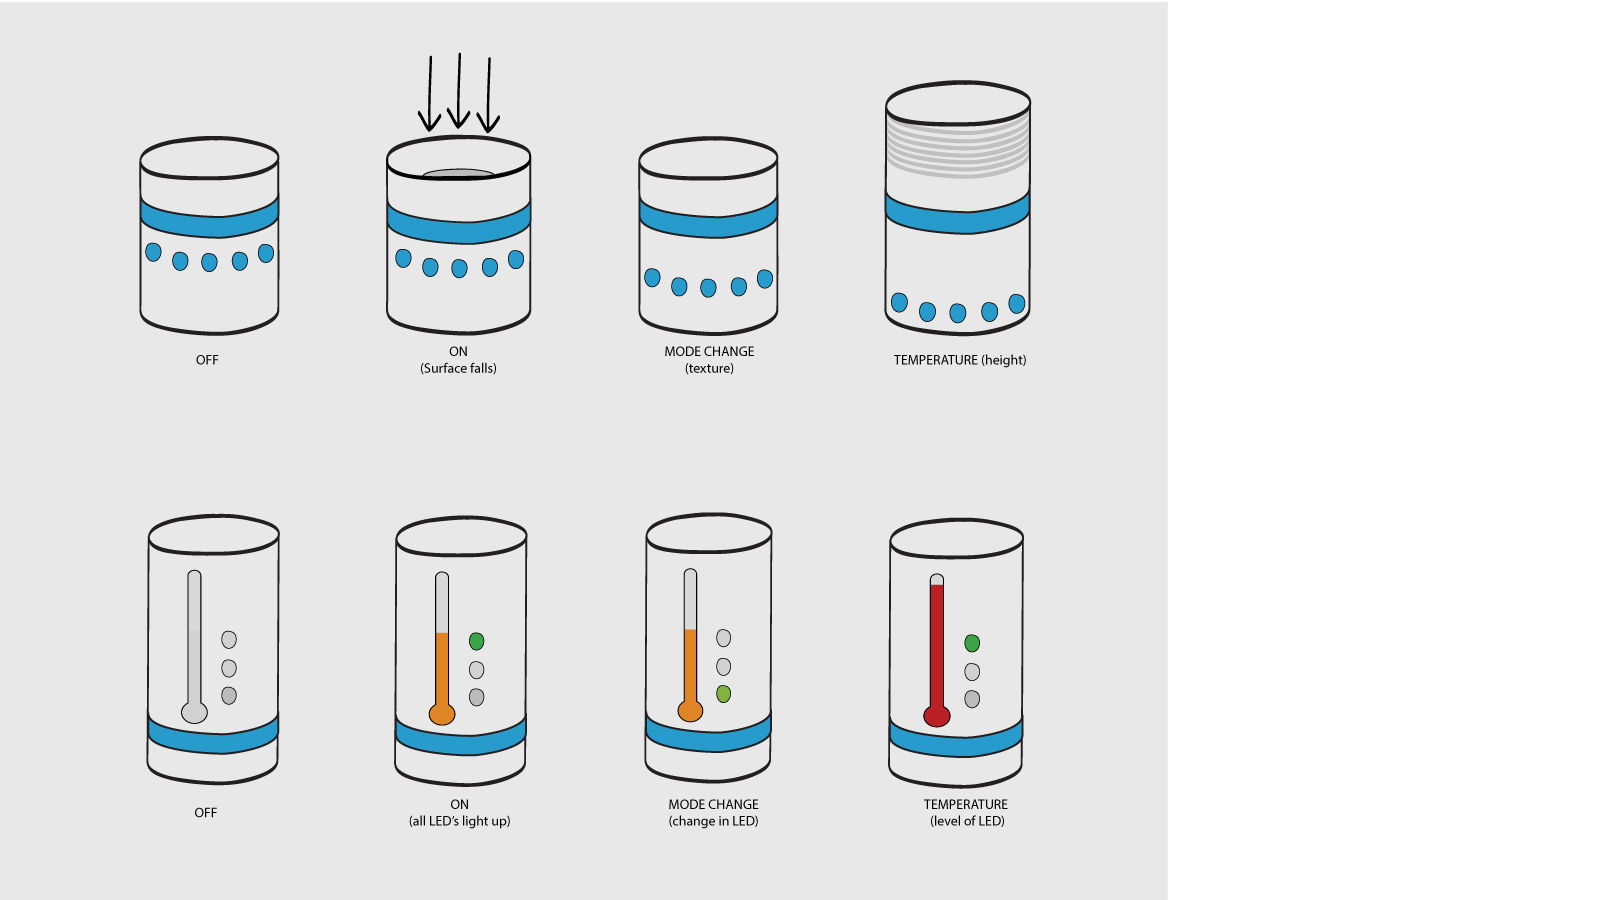 OFF
ON
(Surface falls)
MODE CHANGE
(texture)
TEMPERATURE (height)
OFF
ON
(all LED's light up)
MODE CHANGE
(change in LED)
TEMPERATURE
(level of LED)